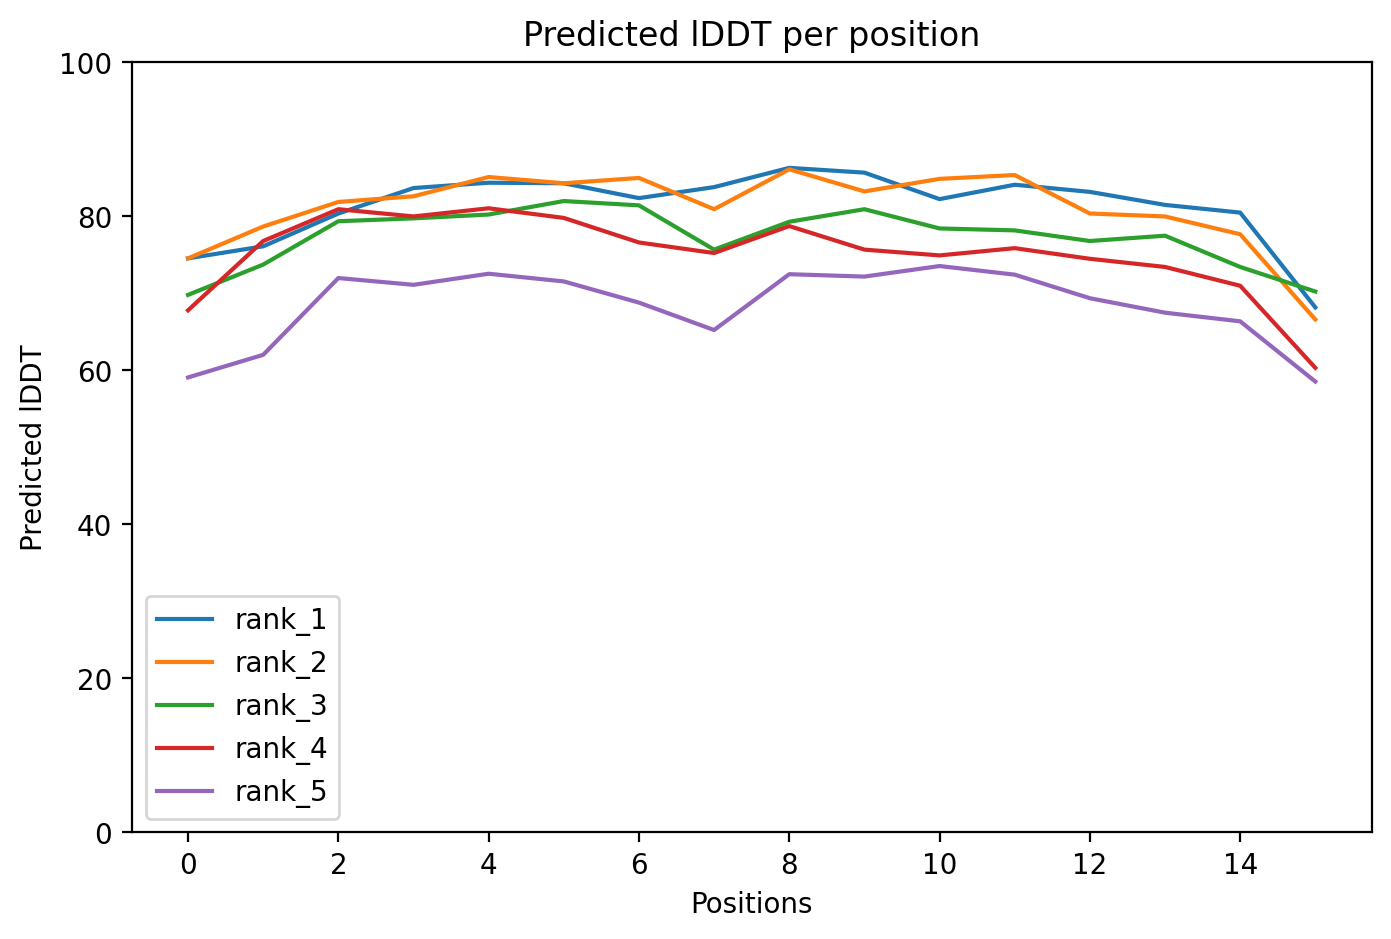 Predicted lDDT per position
100
80
60
40
20
0
Predicted lDDT
rank_1
rank_2
rank_3
rank_4
rank_5
0 2 4 6 8 10 12 14
Positions